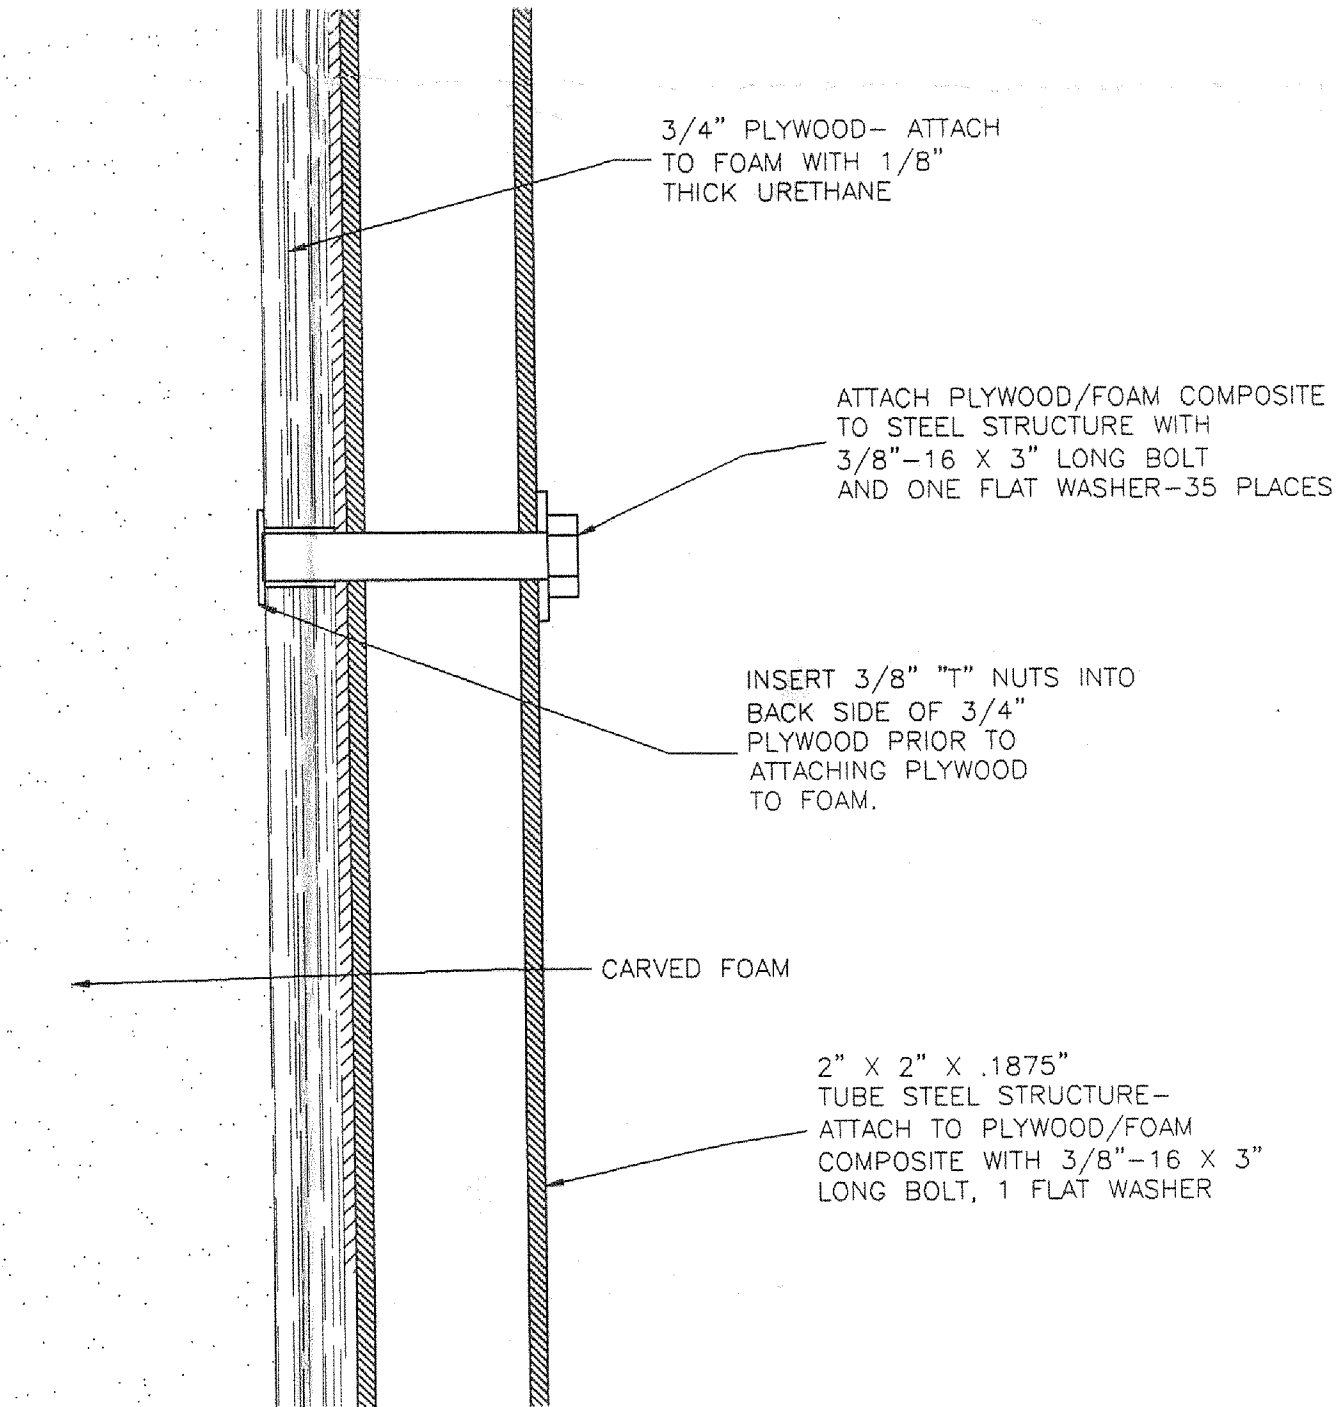 3/4" PLYWOOD- ATTACH
TO FOAM WITH 1/8"
THICK URETHANE
ATTACH PLYWOOD/FOAM COMPOSITE
TO STEEL STRUCTURE WITH
3/8"-16 X 3" LONG BOLT
AND ONE FLAT WASHER-35 PLACES
INSERT 3/8" "T" NUTS INTO
BACK SIDE OF 3/4"
PLYWOOD PRIOR TO
ATTACHING PLYWOOD
TO FOAM.
CARVED FOAM
2" X 2" X .1875"
TUBE STEEL STRUCTURE-
ATTACH TO PLYWOOD/FOAM
COMPOSITE WITH 3/8"-16 X 3"
LONG BOLT, 1 FLAT WASHER